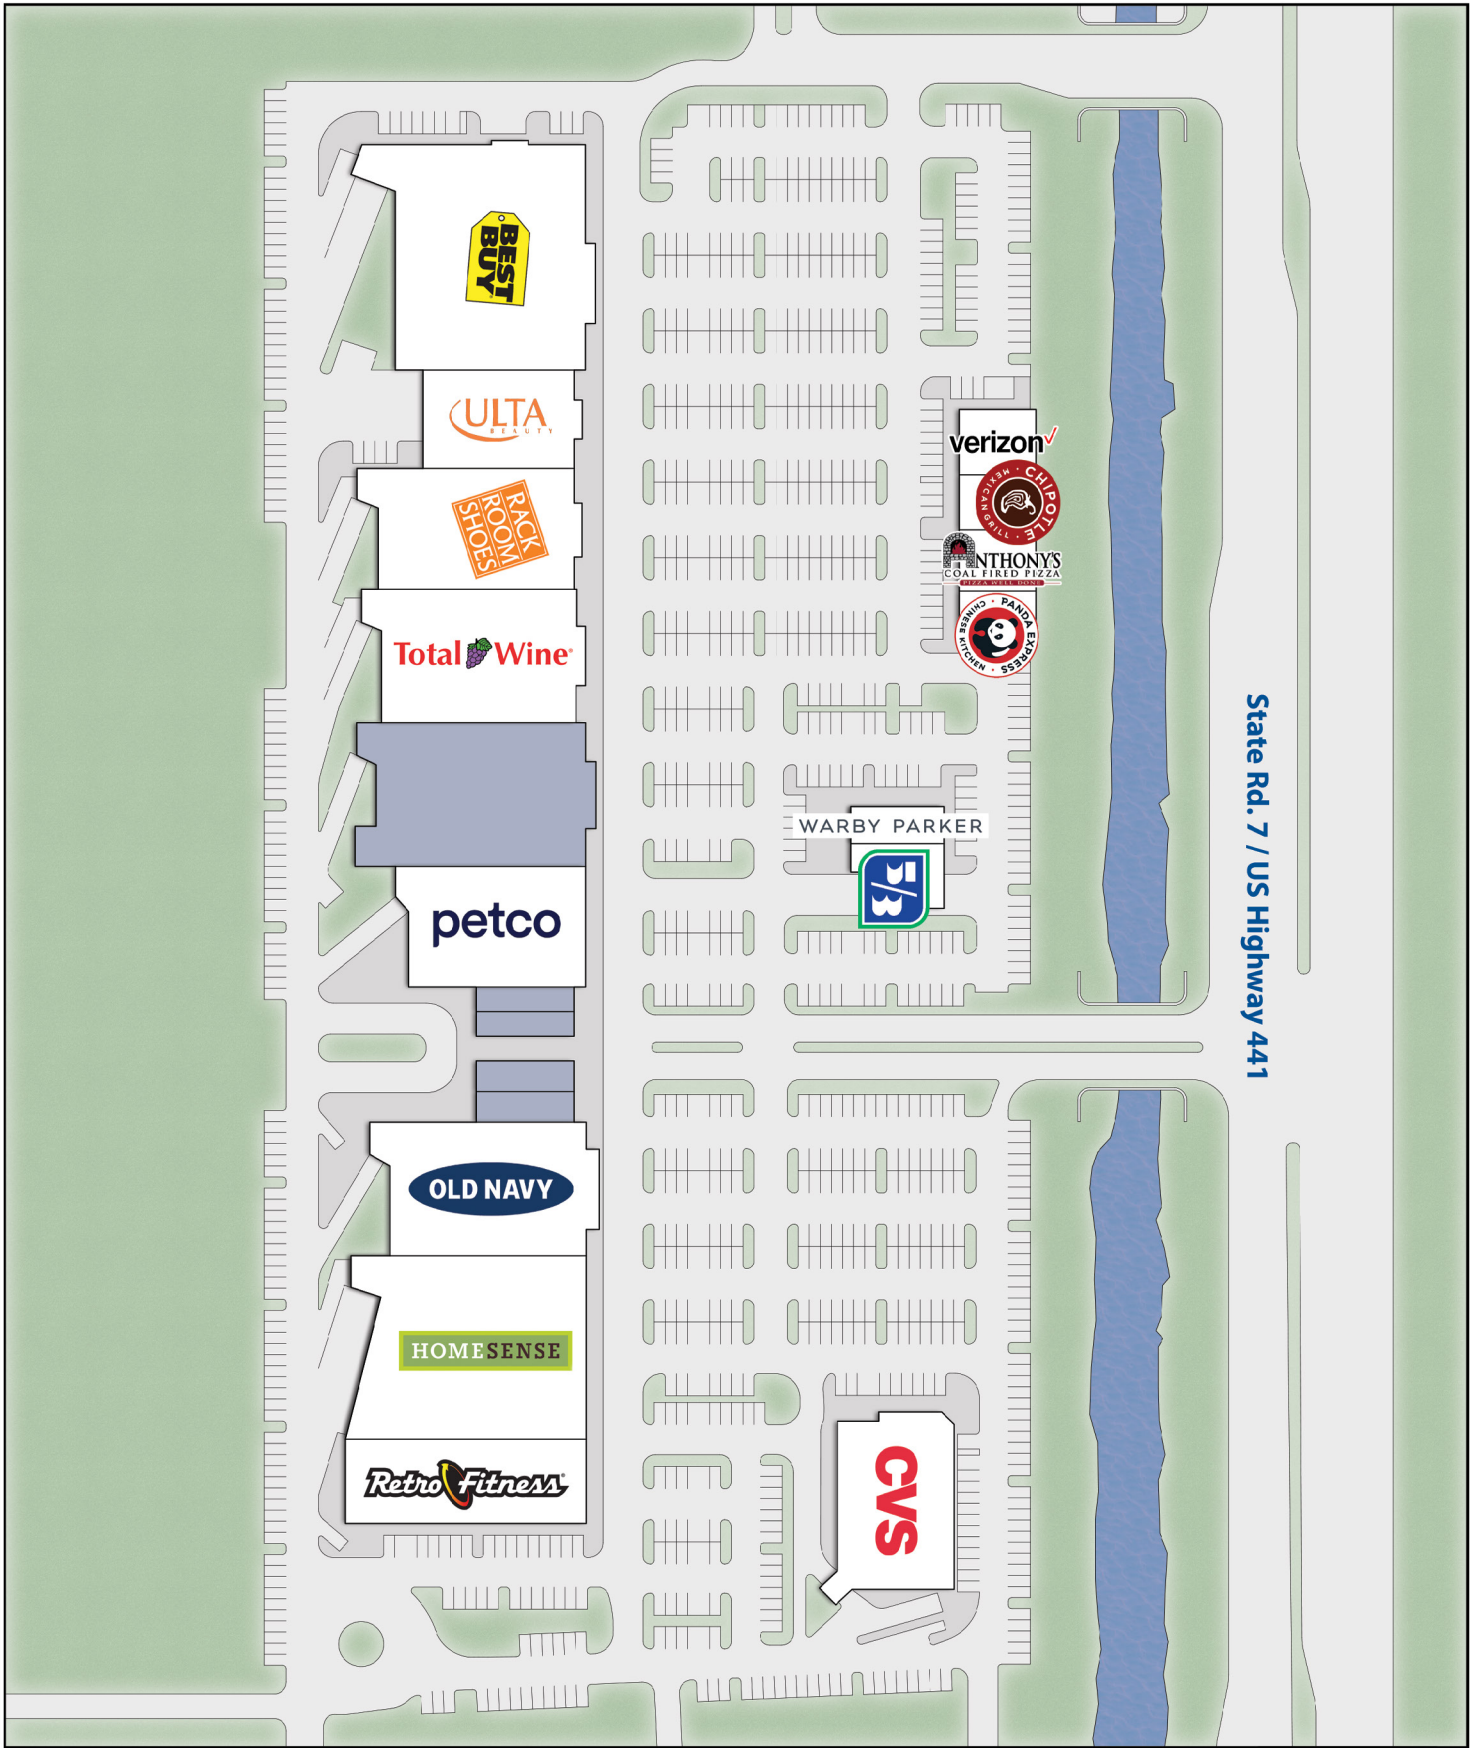 BEST
BUY
ULTA
BEAUTY
RACK
ROOM
SHOES
Total Wine
petco
OLD NAVY
HOMESENSE
Retro Fitness
verizon
CHIPOTLE
MEXICAN GRILL
ANTHONY'S
COAL FIRED PIZZA
PIZZA WELL DONE
PANDA EXPRESS
CHINESE KITCHEN
WARBY PARKER
CVS
State Rd. 7 / US Highway 441